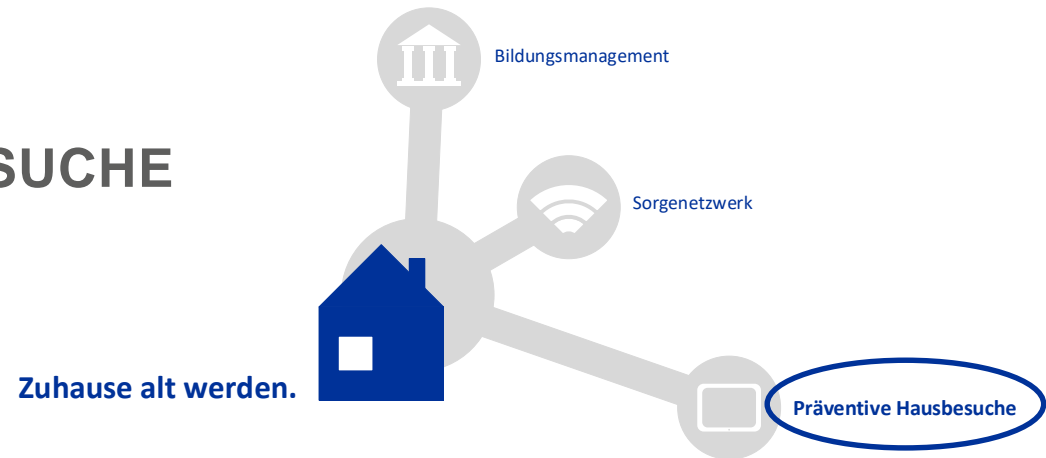 Bildungsmanagement
SUCHE
Sorgenetzwerk
Zuhause alt werden.
Präventive Hausbesuche